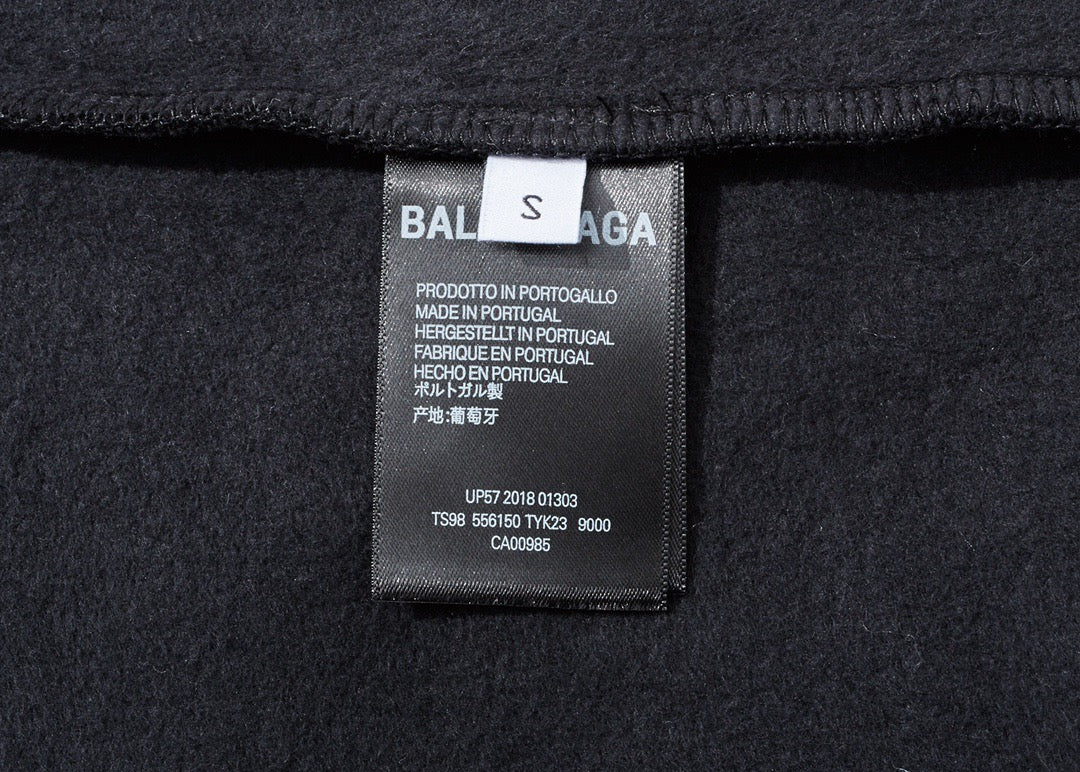 S
BAL AGA
PRODOTTO IN PORTOGALLO
MADE IN PORTUGAL
HERGESTELLT IN PORTUGAL
FABRIQUE EN PORTUGAL
HECHO EN PORTUGAL
ポルトガル製
产地:葡萄牙
UP57 2018 01303
TS98 556150 TYK23 9000
CA00985